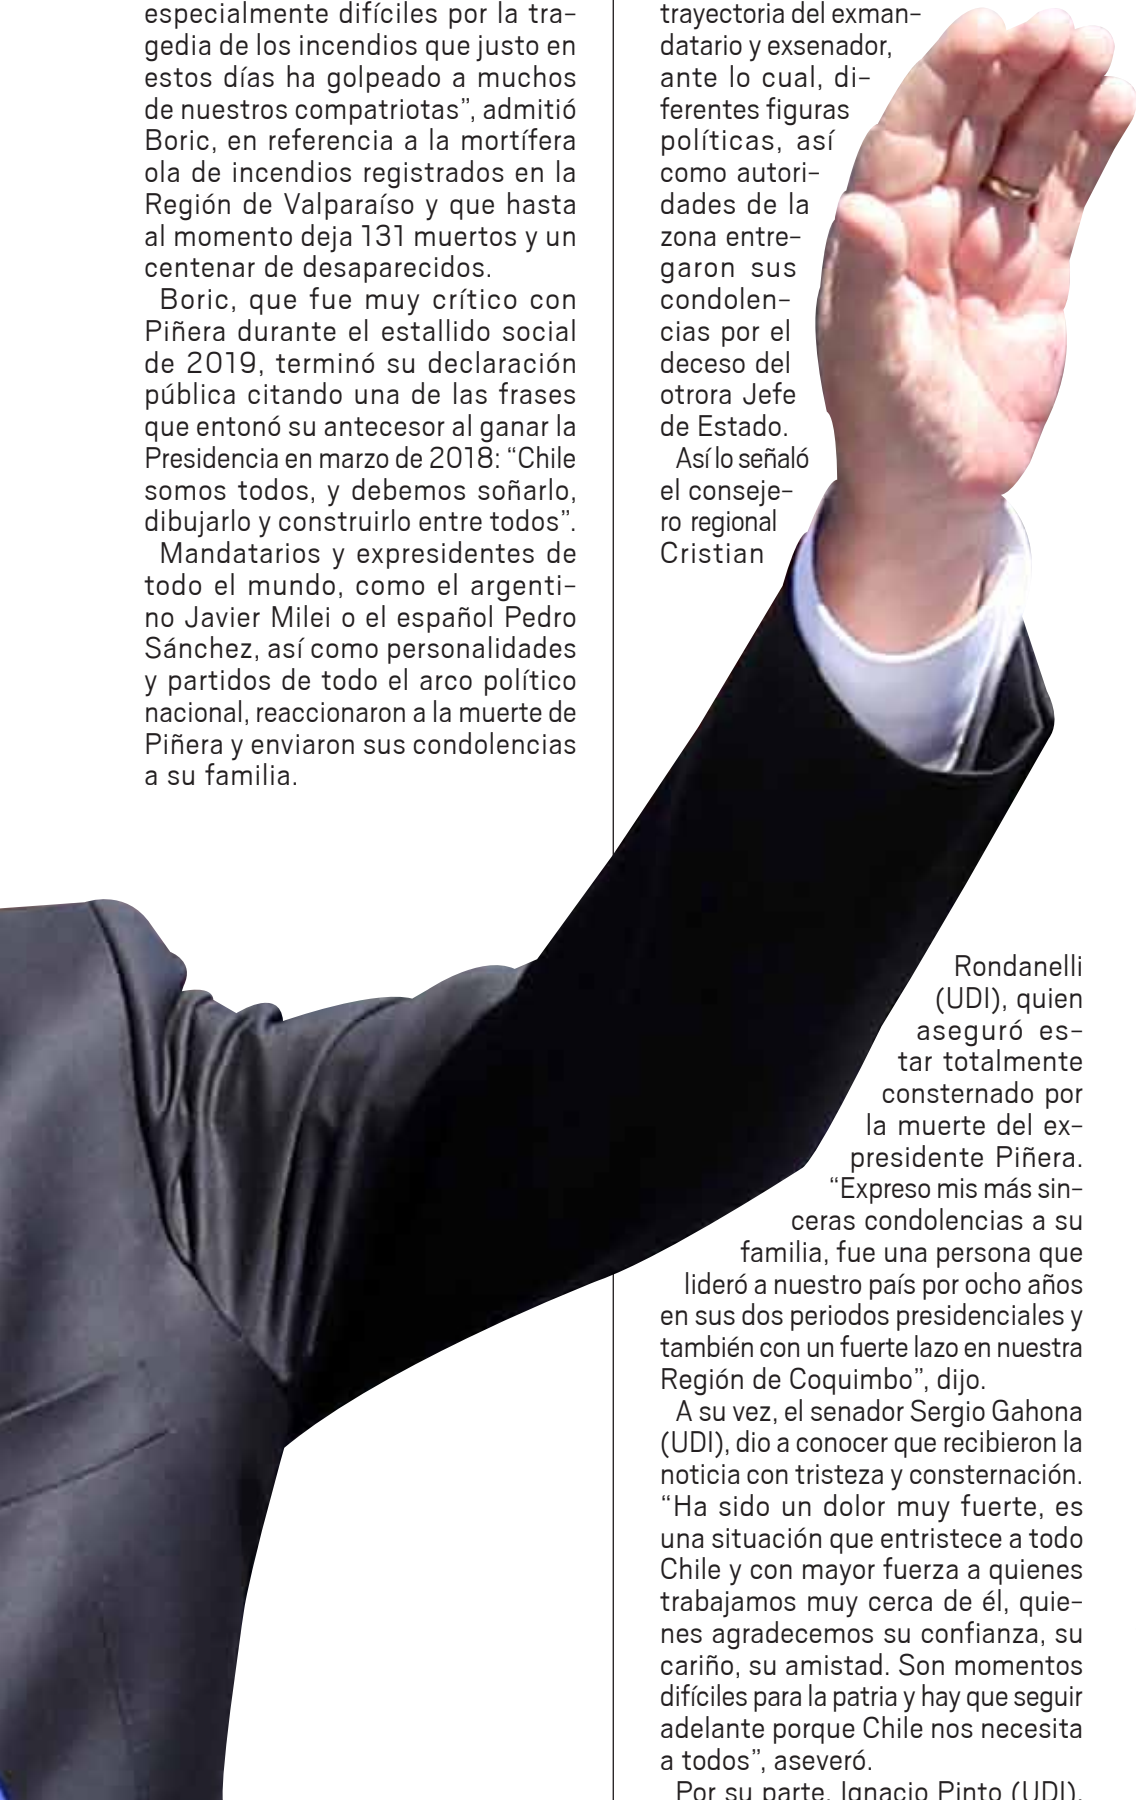 especialmente difíciles por la tra-
gedia de los incendios que justo en
estos días ha golpeado a muchos
de nuestros compatriotas”, admitió
Boric, en referencia a la mortífera
ola de incendios registrados en la
Región de Valparaíso y que hasta
al momento deja 131 muertos y un
centenar de desaparecidos.
Boric, que fue muy crítico con
Piñera durante el estallido social
de 2019, terminó su declaración
pública citando una de las frases
que entonó su antecesor al ganar la
Presidencia en marzo de 2018: “Chile
somos todos, y debemos soñarlo,
dibujarlo y construirlo entre todos”.
Mandatarios y expresidentes de
todo el mundo, como el argenti-
no Javier Milei o el español Pedro
Sánchez, así como personalidades
y partidos de todo el arco político
nacional, reaccionaron a la muerte de
Piñera y enviaron sus condolencias
a su familia.
trayectoria del exman-
datario y exsenador,
ante lo cual, di-
ferentes figuras
políticas, así
como autori-
dades de la
zona entre-
garon sus
condolen-
cias por el
deceso del
otrora Jefe
de Estado.
Así lo señaló
el conseje-
ro regional
Cristian
Rondanelli
(UDI), quien
aseguró es-
tar totalmente
consternado por
la muerte del ex-
presidente Piñera.
“Expreso mis más sin-
ceras condolencias a su
familia, fue una persona que
lideró a nuestro país por ocho años
en sus dos periodos presidenciales y
también con un fuerte lazo en nuestra
Región de Coquimbo”, dijo.
A su vez, el senador Sergio Gahona
(UDI), dio a conocer que recibieron la
noticia con tristeza y consternación.
“Ha sido un dolor muy fuerte, es
una situación que entristece a todo
Chile y con mayor fuerza a quienes
trabajamos muy cerca de él, quie-
nes agradecemos su confianza, su
cariño, su amistad. Son momentos
difíciles para la patria y hay que seguir
adelante porque Chile nos necesita
a todos”, aseveró.
Por su parte, Ignacio Pinto (UDI),